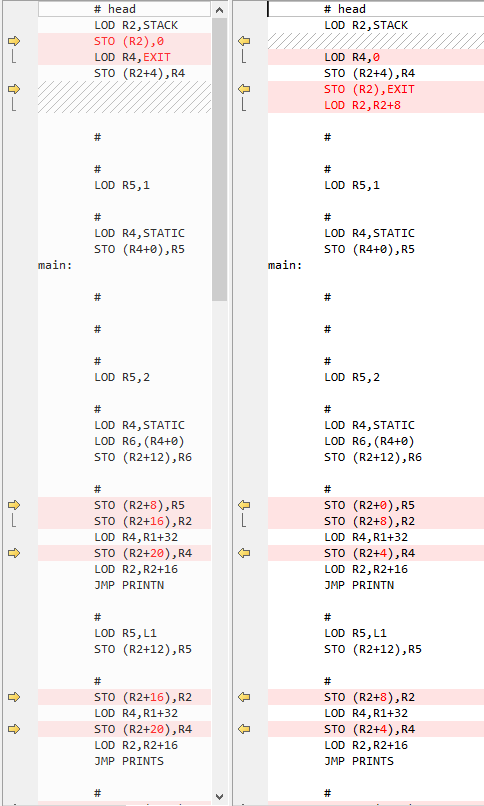 # head
LOD R2,STACK
STO (R2),0
LOD R4,EXIT
STO (R2+4),R4
#
#
LOD R5,1
#
LOD R4,STATIC
STO (R4+0),R5
main:
#
#
#
LOD R5,2
#
LOD R4,STATIC
LOD R6,(R4+0)
STO (R2+12),R6
#
STO (R2+8),R5
STO (R2+16),R2
LOD R4,R1+32
STO (R2+20),R4
LOD R2,R2+16
JMP PRINTN
#
LOD R5,L1
STO (R2+12),R5
#
STO (R2+16),R2
LOD R4,R1+32
STO (R2+20),R4
LOD R2,R2+16
JMP PRINTS
#
# head
LOD R2,STACK
LOD R4,0
STO (R2+4),R4
STO (R2),EXIT
LOD R2,R2+8
#
#
LOD R5,1
#
LOD R4,STATIC
STO (R4+0),R5
main:
#
#
#
LOD R5,2
#
LOD R4,STATIC
LOD R6,(R4+0)
STO (R2+12),R6
#
STO (R2+0),R5
STO (R2+8),R2
LOD R4,R1+32
STO (R2+4),R4
LOD R2,R2+16
JMP PRINTN
#
LOD R5,L1
STO (R2+12),R5
#
STO (R2+8),R2
LOD R4,R1+32
STO (R2+4),R4
LOD R2,R2+16
JMP PRINTS
#